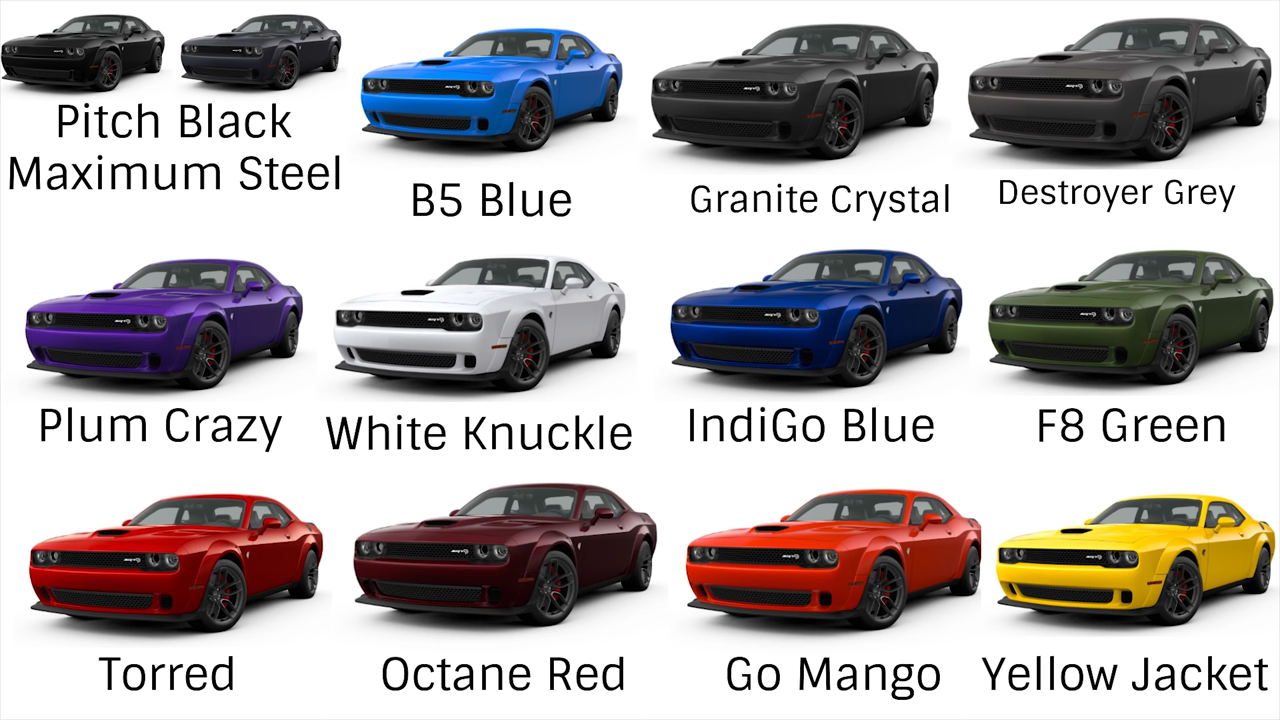 Pitch Black
Maximum Steel
B5 Blue
Granite Crystal
Destroyer Grey
Plum Crazy
White Knuckle
IndiGo Blue
F8 Green
Torred
Octane Red
Go Mango
Yellow Jacket